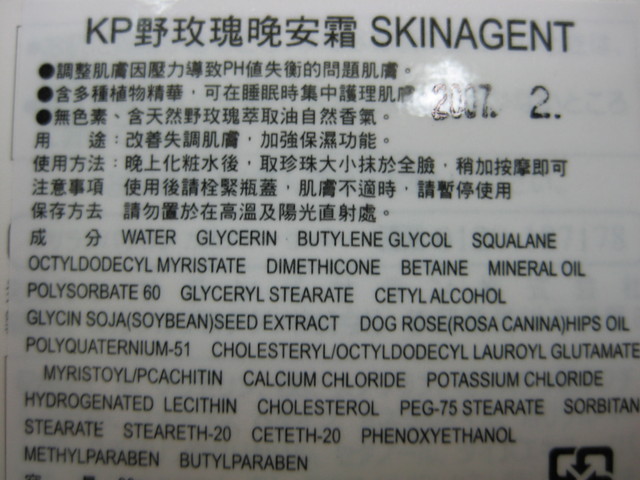 KP野玫瑰晚安霜 SKINAGENT
●調整肌膚因壓力導致PH值失衡的問題肌膚。
●含多種植物精華，可在睡眠時集中護理肌膚 2007. 2.
●無色素、含天然野玫瑰萃取油自然香氣。
用 途：改善失調肌膚，加強保濕功能。
使用方法：晚上化粧水後，取珍珠大小抹於全臉，稍加按摩即可
注意事項 使用後請栓緊瓶蓋，肌膚不適時，請暫停使用
保存方去 請勿置於在高溫及陽光直射處。
成 分 WATER GLYCERIN BUTYLENE GLYCOL SQUALANE
OCTYLDODECYL MYRISTATE DIMETHICONE BETAINE MINERAL OIL
POLYSORBATE 60 GLYCERYL STEARATE CETYL ALCOHOL
GLYCIN SOJA(SOYBEAN)SEED EXTRACT DOG ROSE(ROSA CANINA)HIPS OIL
POLYQUATERNIUM-51 CHOLESTERYL/OCTYLDODECYL LAUROYL GLUTAMATE
MYRISTOYL/PCACHITIN CALCIUM CHLORIDE POTASSIUM CHLORIDE
HYDROGENATED LECITHIN CHOLESTEROL PEG-75 STEARATE SORBITAN
STEARATE STEARETH-20 CETETH-20 PHENOXYETHANOL
METHYLPARABEN BUTYLPARABEN